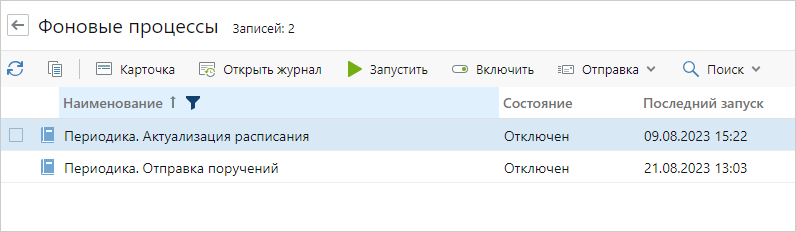 Фоновые процессы Записей: 2
Карточка Открыть журнал Запустить Включить Отправка Поиск
Наименование Состояние Последний запуск
Периодика. Актуализация расписания Отключен 09.08.2023 15:22
Периодика. Отправка поручений Отключен 21.08.2023 13:03